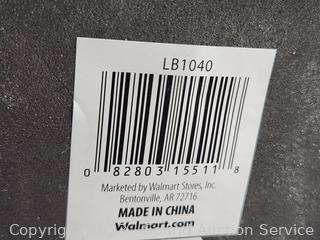 LB1040
0 82803 15511 8
Marketed by Walmart Stores, Inc.
Bentonville, AR 72716
MADE IN CHINA
Walmart.com